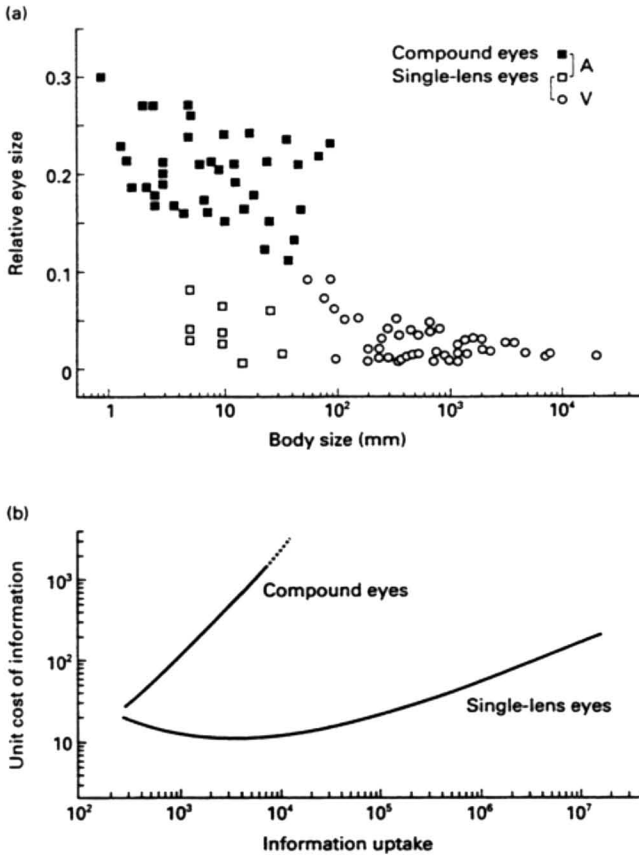 (a)
Compound eyes ■ A
Single-lens eyes □
○ V
Relative eye size
0.3
0.2
0.1
0
1 10 10² 10³ 10⁴
Body size (mm)
(b)
Unit cost of information
10³
10²
10
Compound eyes
Single-lens eyes
10² 10³ 10⁴ 10⁵ 10⁶ 10⁷
Information uptake